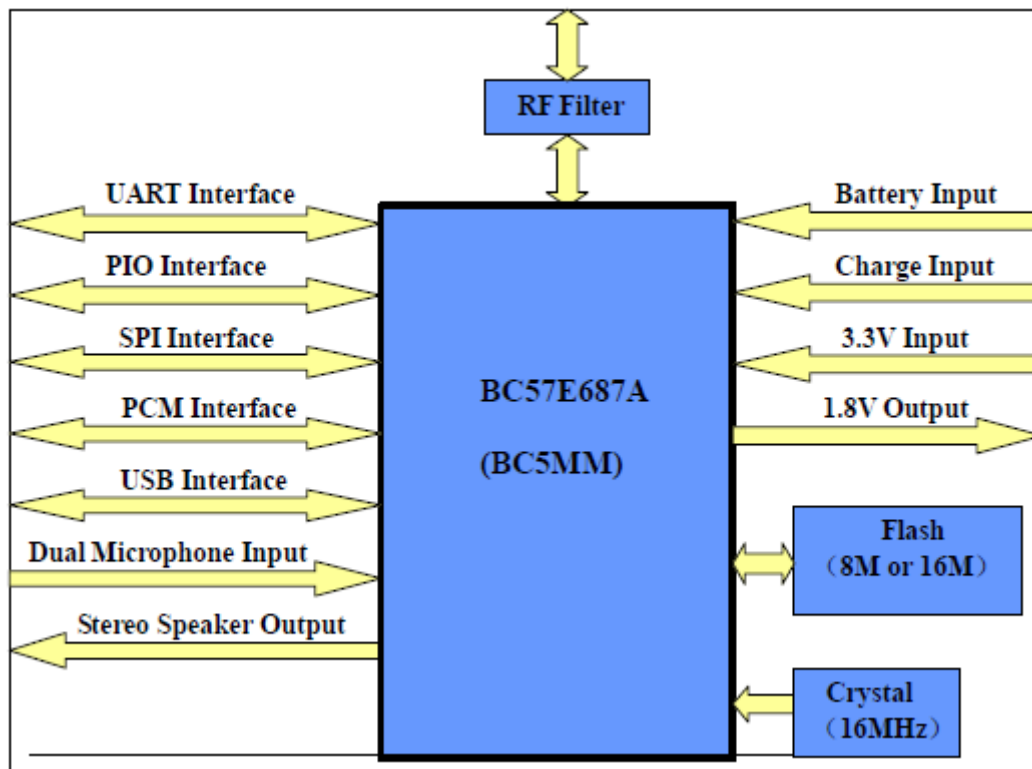 RF Filter
UART Interface
PIO Interface
SPI Interface
PCM Interface
USB Interface
Dual Microphone Input
Stereo Speaker Output
BC57E687A
(BC5MM)
Battery Input
Charge Input
3.3V Input
1.8V Output
Flash
（8M or 16M）
Crystal
（16MHz）